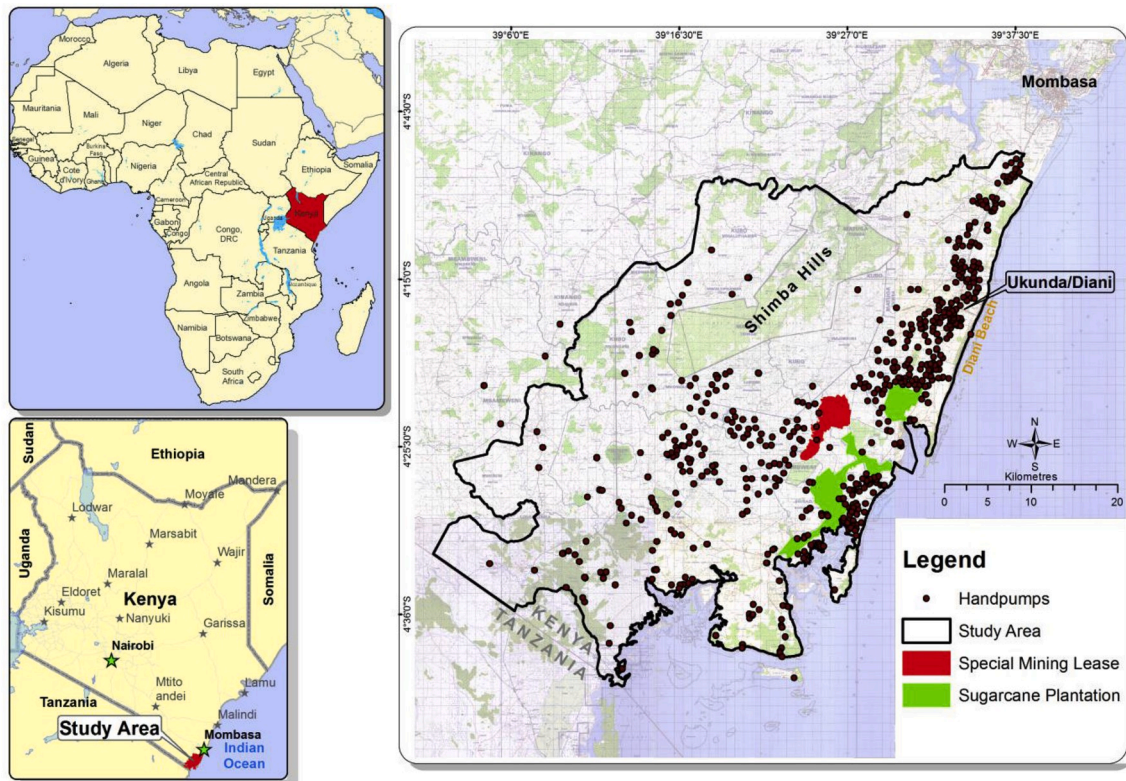 Morocco
Algeria
Libya
Egypt
Mauritania
Mali
Niger
Chad
Sudan
Senegal
Burkina
Faso
Guinea
Cote
d'Ivory
Ghana
Nigeria
Central
African Republic
Ethiopia
Somalia
Cameroon
Gabon
Congo
Congo,
DRC
Uganda
Kenya
Tanzania
Angola
Zambia
Mozambique
Zimbabwe
Namibia
Botswana
South
Africa
Sudan
Ethiopia
Mandera
Moyale
Lodwar
Marsabit
Wajir
Uganda
Somalia
Maralal
Eldoret
Kenya
Kisumu
Nanyuki
Garissa
Nairobi
Tanzania
Mtito
andei
Lamu
Malindi
Study Area
Mombasa
Indian
Ocean
39°6'0"E
39°16'30"E
39°27'0"E
39°37'30"E
4°4'30"S
4°15'0"S
4°25'30"S
4°36'0"S
Mombasa
Shimba Hills
Ukunda/Diani
Diani Beach
KENYA
TANZANIA
N
W
E
S
Kilometres
0 5 10 20
Legend
Handpumps
Study Area
Special Mining Lease
Sugarcane Plantation